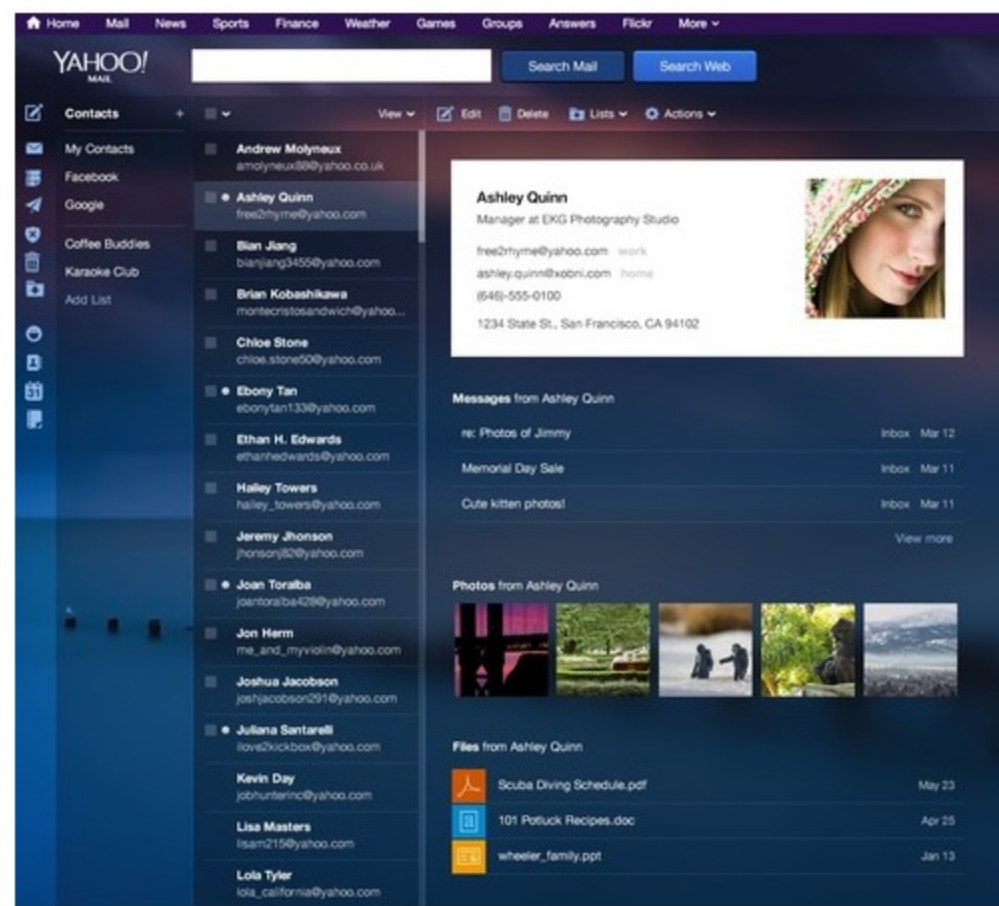 Home Mail News Sports Finance Weather Games Groups Answers Flickr More
YAHOO!
MAIL
Search Mail Search Web
Contacts +
My Contacts
Facebook
Google
Coffee Buddies
Karaoke Club
Add List
31
View
Andrew Molyneux
amolyneux88@yahoo.co.uk
Ashley Quinn
free2rhyme@yahoo.com
Bian Jiang
bianjiang3455@yahoo.com
Brian Kobashikawa
montecristosandwich@yahoo...
Chloe Stone
chloe.stone50@yahoo.com
Ebony Tan
ebonytan133@yahoo.com
Ethan H. Edwards
ethanhedwards@yahoo.com
Hailey Towers
hailey_towers@yahoo.com
Jeremy Jhonson
jhonsonj82@yahoo.com
Joan Toralba
joantoralba428@yahoo.com
Jon Herm
me_and_myviolin@yahoo.com
Joshua Jacobson
joshjacobson291@yahoo.com
Juliana Santarelli
ilove2kickbox@yahoo.com
Kevin Day
jobhunterinc@yahoo.com
Lisa Masters
lisam215@yahoo.com
Lola Tyler
lola_california@yahoo.com
Edit Delete Lists Actions
Ashley Quinn
Manager at EKG Photography Studio
free2rhyme@yahoo.com work
ashley.quinn@xobni.com home
(646)-555-0100
1234 State St., San Francisco, CA 94102
Messages from Ashley Quinn
re: Photos of Jimmy Inbox Mar 12
Memorial Day Sale Inbox Mar 11
Cute kitten photos! Inbox Mar 11
View more
Photos from Ashley Quinn
Files from Ashley Quinn
Scuba Diving Schedule.pdf May 23
101 Potluck Recipes.doc Apr 25
wheeler_family.ppt Jan 13